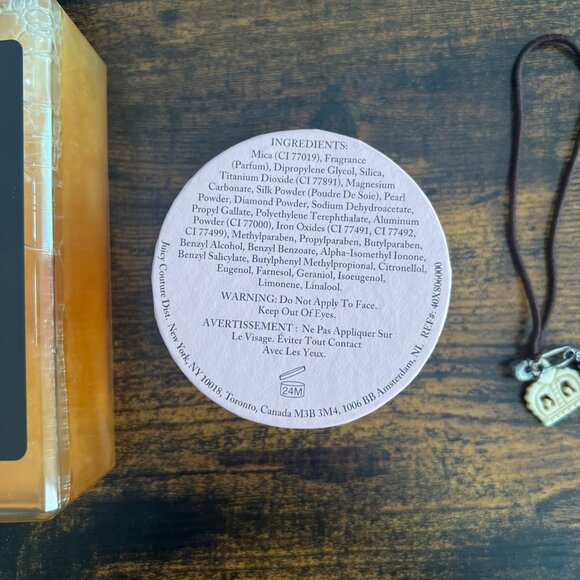 INGREDIENTS:
Mica (CI 77019), Fragrance
(Parfum), Dipropylene Glycol, Silica,
Titanium Dioxide (CI 77891), Magnesium
Carbonate, Silk Powder (Poudre De Soie), Pearl
Powder, Diamond Powder, Sodium Dehydroacetate,
Propyl Gallate, Polyethylene Terephthalate, Aluminum
Powder (CI 77000), Iron Oxides (CI 77491, CI 77492,
CI 77499), Methylparaben, Propylparaben, Butylparaben,
Benzyl Alcohol, Benzyl Benzoate, Alpha-Isomethyl Ionone,
Benzyl Salicylate, Butylphenyl Methylpropional, Citronellol,
Eugenol, Farnesol, Geraniol, Isoeugenol,
Limonene, Linalool.
WARNING: Do Not Apply To Face.
Keep Out Of Eyes.
AVERTISSEMENT : Ne Pas Appliquer Sur
Le Visage. Éviter Tout Contact
Avec Les Yeux.
24M
Juicy Couture Dist. New York, NY 10018, Toronto, Canada M3B 3M4, 1006 BB Amsterdam, NL REF#: 40X806000